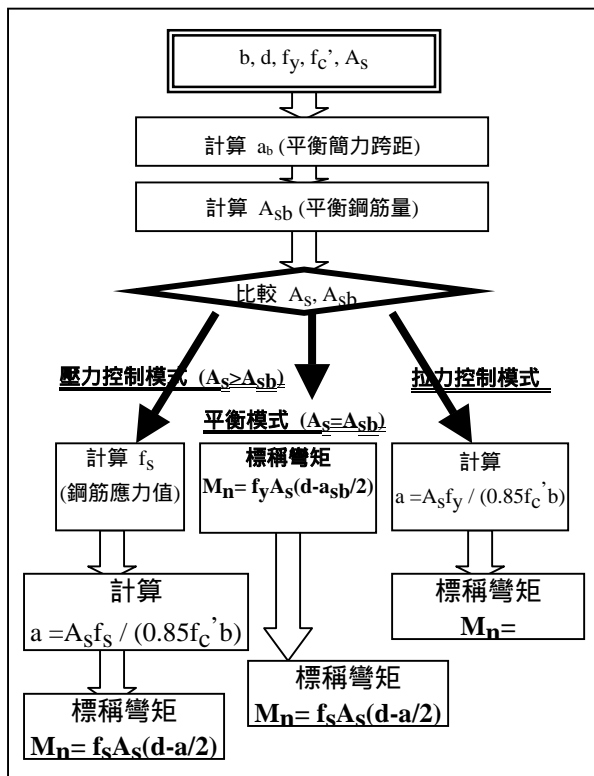 b, d, fy, fc’, As
計算 ab (平衡簡力跨距)
計算 Asb (平衡鋼筋量)
比較 As, Asb
壓力控制模式 (As>Asb)
拉力控制模式
平衡模式 (As=Asb)
計算 fs
(鋼筋應力值)
標稱彎矩
Mn= fyAs(d-asb/2)
計算
a =Asfy / (0.85fc’b)
計算
a =Asfs / (0.85fc’b)
標稱彎矩
Mn=
標稱彎矩
Mn= fsAs(d-a/2)
標稱彎矩
Mn= fsAs(d-a/2)